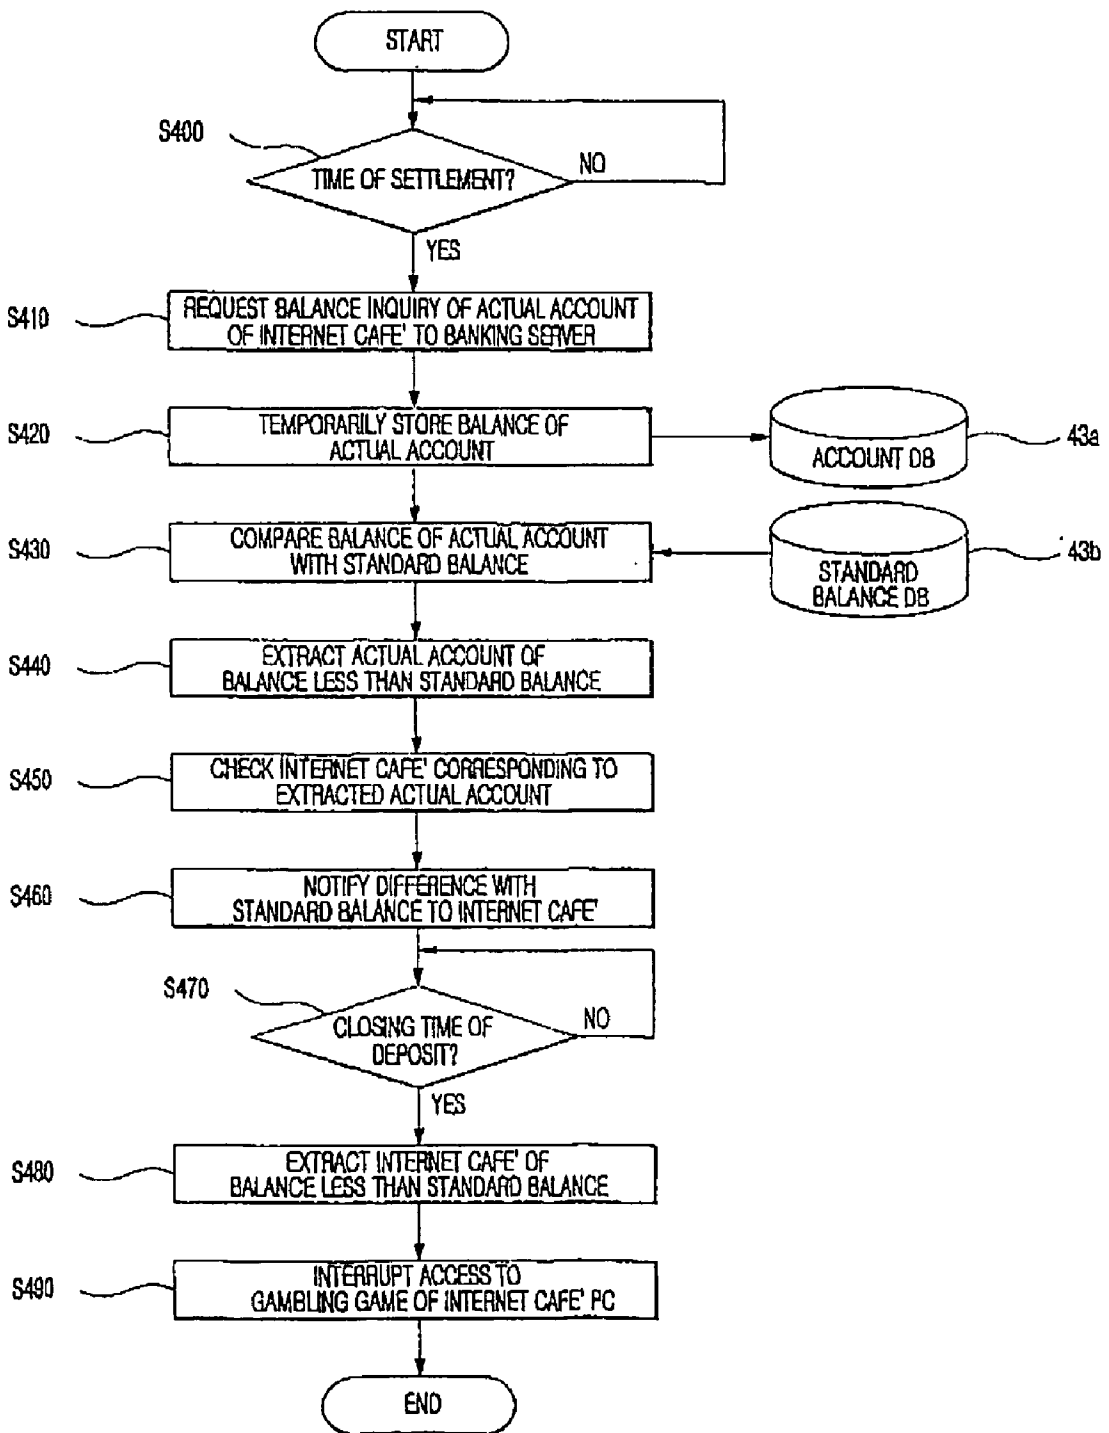 START
S400
TIME OF SETTLEMENT?
NO
YES
S410
REQUEST BALANCE INQUIRY OF ACTUAL ACCOUNT
OF INTERNET CAFE' TO BANKING SERVER
S420
TEMPORARILY STORE BALANCE OF
ACTUAL ACCOUNT
ACCOUNT DB
43a
S430
COMPARE BALANCE OF ACTUAL ACCOUNT
WITH STANDARD BALANCE
STANDARD
BALANCE DB
43b
S440
EXTRACT ACTUAL ACCOUNT OF
BALANCE LESS THAN STANDARD BALANCE
S450
CHECK INTERNET CAFE' CORRESPONDING TO
EXTRACTED ACTUAL ACCOUNT
S460
NOTIFY DIFFERENCE WITH
STANDARD BALANCE TO INTERNET CAFE'
S470
CLOSING TIME OF
DEPOSIT?
NO
YES
S480
EXTRACT INTERNET CAFE' OF
BALANCE LESS THAN STANDARD BALANCE
S490
INTERRUPT ACCESS TO
GAMBLING GAME OF INTERNET CAFE' PC
END